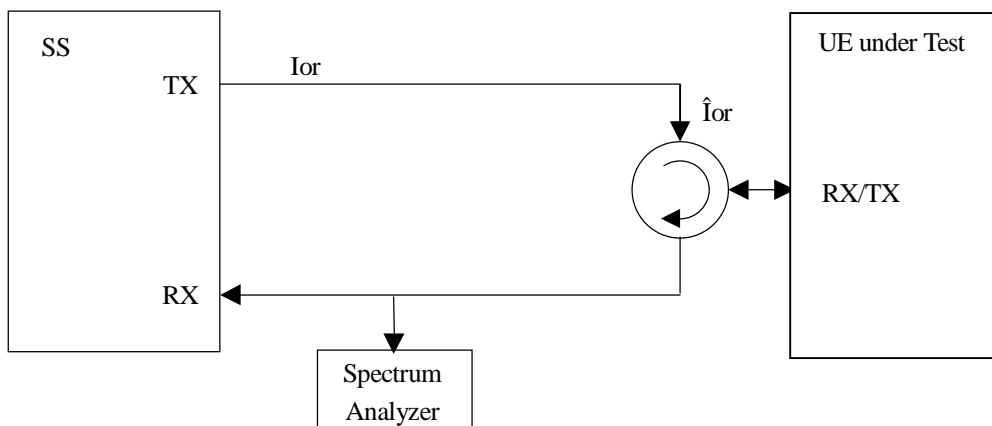 SS
UE under Test
TX
Ior
Îor
RX/TX
RX
Spectrum
Analyzer